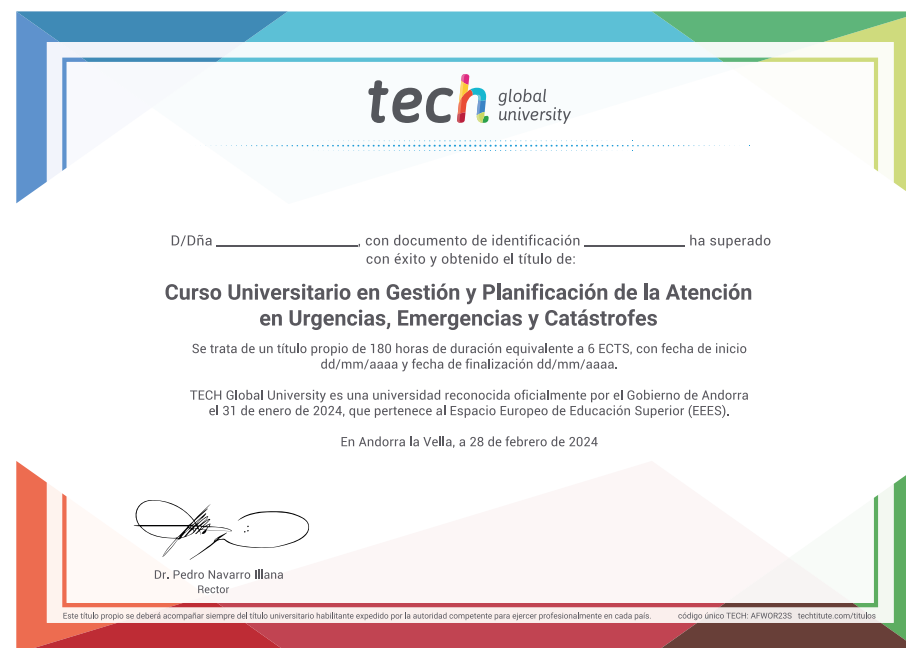 tech global university
D/Dña ________________, con documento de identificación ____________ ha superado
con éxito y obtenido el título de:
Curso Universitario en Gestión y Planificación de la Atención
en Urgencias, Emergencias y Catástrofes
Se trata de un título propio de 180 horas de duración equivalente a 6 ECTS, con fecha de inicio
dd/mm/aaaa y fecha de finalización dd/mm/aaaa.
TECH Global University es una universidad reconocida oficialmente por el Gobierno de Andorra
el 31 de enero de 2024, que pertenece al Espacio Europeo de Educación Superior (EEES).
En Andorra la Vella, a 28 de febrero de 2024
Dr. Pedro Navarro Illana
Rector
Este título propio se deberá acompañar siempre del título universitario habilitante expedido por la autoridad competente para ejercer profesionalmente en cada país. código único TECH: AFWOR23S techtitute.com/titulos